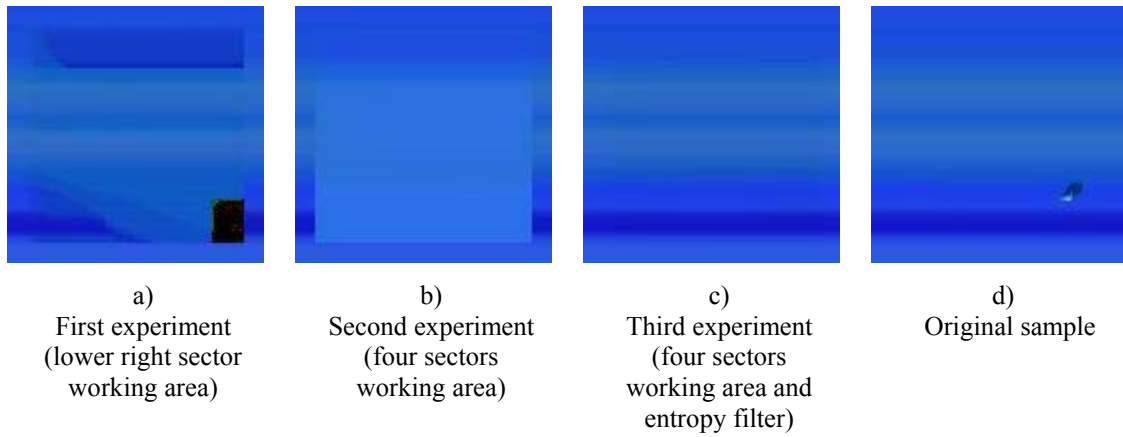 a)
First experiment
(lower right sector
working area)
b)
Second experiment
(four sectors
working area)
c)
Third experiment
(four sectors
working area and
entropy filter)
d)
Original sample